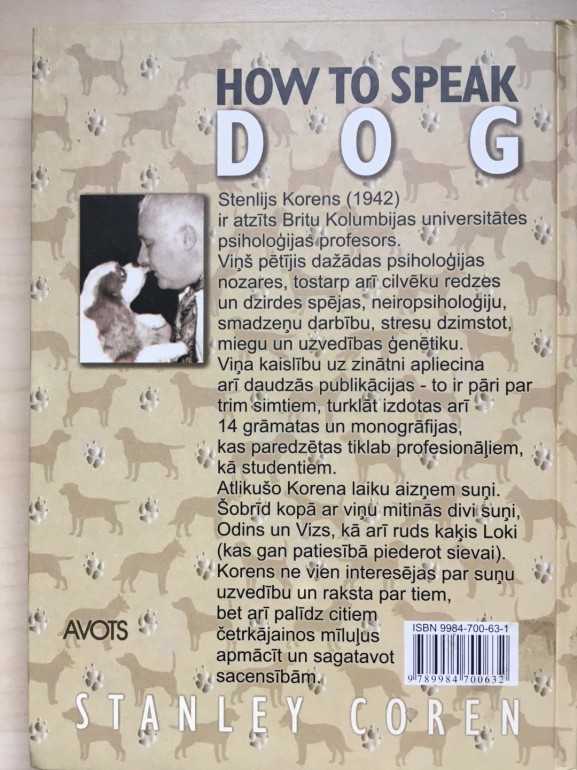 HOW TO SPEAK
DOG
Stenlijs Korens (1942)
ir atzīts Britu Kolumbijas universitātes
psiholoģijas profesors.
Viņš pētījis dažādas psiholoģijas
nozares, tostarp arī cilvēku redzes
un dzirdes spējas, neiropsiholoģiju,
smadzeņu darbību, stresu dzimstot,
miegu un uzvedības ģenētiku.
Viņa kaislību uz zinātni apliecina
arī daudzās publikācijas - to ir pāri par
trim simtiem, turklāt izdotas arī
14 grāmatas un monogrāfijas,
kas paredzētas tiklab profesionāļiem,
kā studentiem.
Atlikušo Korena laiku aizņem suņi.
Šobrīd kopā ar viņu mitinās divi suņi,
Odins un Vizs, kā arī ruds kaķis Loki
(kas gan patiesībā piederot sievai).
Korens ne vien interesējas par suņu
uzvedību un raksta par tiem,
bet arī palīdz citiem
četrkājainos mīluļus
apmācīt un sagatavot
sacensībām.
AVOTS
ISBN 9984-700-63-1
9 789984 700632
STANLEY COREN